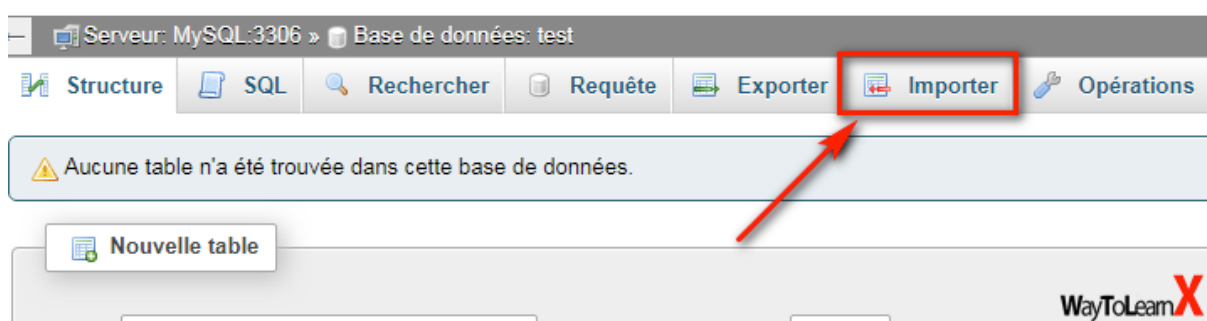 Serveur: MySQL:3306 » Base de données: test
Structure SQL Rechercher Requête Exporter Importer Opérations
Aucune table n'a été trouvée dans cette base de données.
Nouvelle table
WayToLearnX